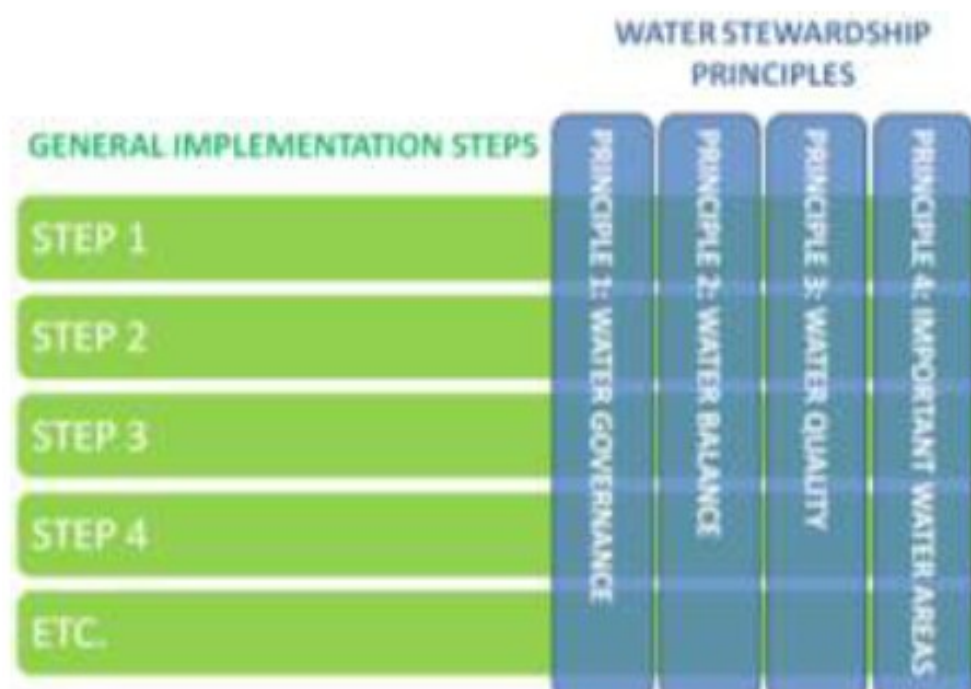 WATER STEWARDSHIP
PRINCIPLES
GENERAL IMPLEMENTATION STEPS
PRINCIPLE 1: WATER GOVERNANCE
PRINCIPLE 2: WATER BALANCE
PRINCIPLE 3: WATER QUALITY
PRINCIPLE 4: IMPORTANT WATER AREAS
STEP 1
STEP 2
STEP 3
STEP 4
ETC.